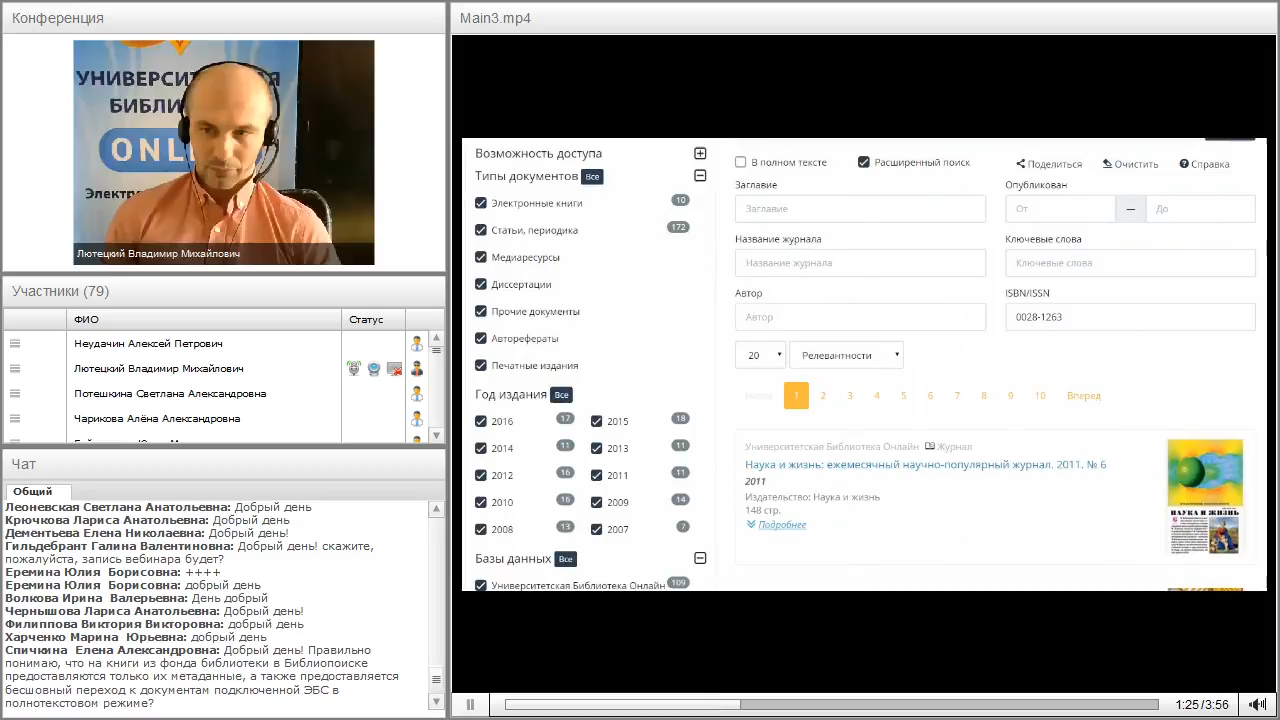 Конференция
УНИВЕРСИ
БИБЛИ
ONL
Электр
Лютецкий Владимир Михайлович
Участники (79)
ФИО
Статус
Неудачин Алексей Петрович
Лютецкий Владимир Михайлович
Потешкина Светлана Александровна
Чарикова Алёна Александровна
Чат
Общий
Леоневская Светлана Анатольевна: Добрый день
Крючкова Лариса Анатольевна: Добрый день
Дементьева Елена Николаевна: Добрый день!
Гильдебрант Галина Валентиновна: Добрый день! скажите,
пожалуйста, запись вебинара будет?
Еремина Юлия Борисовна: ++++
Еремина Юлия Борисовна: добрый день
Волкова Ирина Валерьевна: День добрый
Чернышова Лариса Анатольевна: Добрый день!
Филиппова Виктория Викторовна: добрый день
Харченко Марина Юрьевна: добрый день
Спичкина Елена Александровна: Добрый день! Правильно
понимаю, что на книги из фонда библиотеки в Библиопоиске
предоставляются только их метаданные, а также предоставляется
бесшовный переход к документам подключенной ЭБС в
полнотекстовом режиме?
Main3.mp4
Возможность доступа
Типы документов Все
Электронные книги 10
Статьи, периодика 172
Медиаресурсы
Диссертации
Прочие документы
Авторефераты
Печатные издания
Год издания Все
2016 17 2015 18
2014 11 2013 11
2012 16 2011 11
2010 16 2009 14
2008 13 2007 7
Базы данных Все
Университетская Библиотека Онлайн 109
В полном тексте Расширенный поиск Поделиться Очистить Справка
Заглавие Опубликован
Заглавие От — До
Название журнала Ключевые слова
Название журнала Ключевые слова
Автор ISBN/ISSN
Автор 0028-1263
20 Релевантности
Назад 1 2 3 4 5 6 7 8 9 10 Вперед
Университетская Библиотека Онлайн Журнал
Наука и жизнь: ежемесячный научно-популярный журнал. 2011. № 6
2011
Издательство: Наука и жизнь
148 стр.
Подробнее
НАУКА И ЖИЗНЬ
1:25/3:56